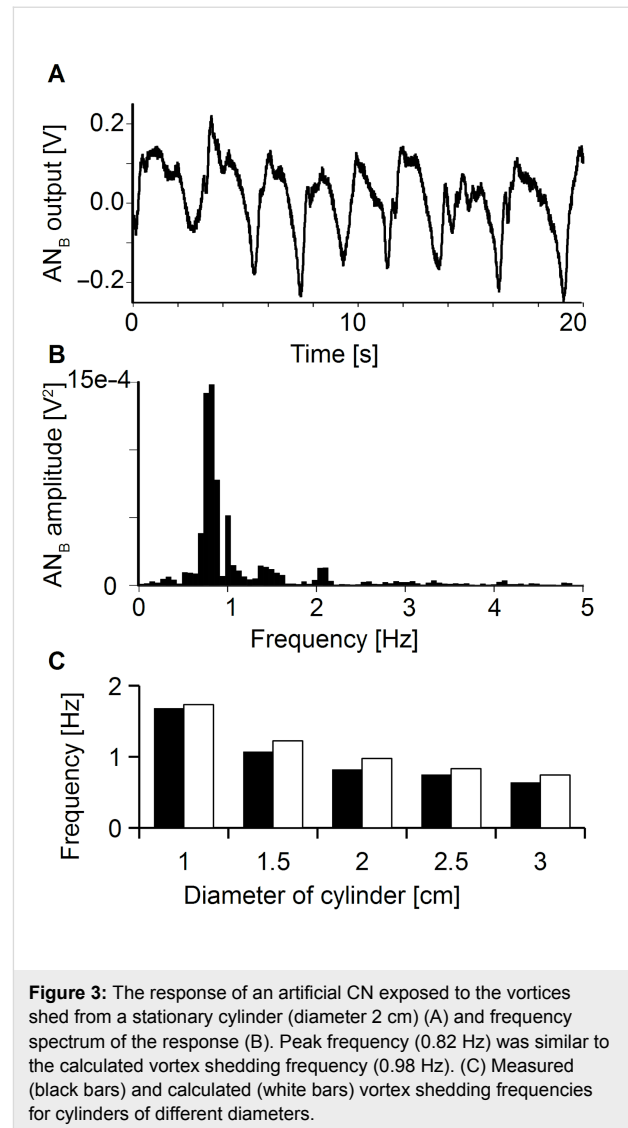 A
AN_B output [V]
0.2
0.0
−0.2
0
10
20
Time [s]
B
AN_B amplitude [V²]
15e-4
0
0
1
2
3
4
5
Frequency [Hz]
C
Frequency [Hz]
2
1
0
1
1.5
2
2.5
3
Diameter of cylinder [cm]
Figure 3: The response of an artificial CN exposed to the vortices
shed from a stationary cylinder (diameter 2 cm) (A) and frequency
spectrum of the response (B). Peak frequency (0.82 Hz) was similar to
the calculated vortex shedding frequency (0.98 Hz). (C) Measured
(black bars) and calculated (white bars) vortex shedding frequencies
for cylinders of different diameters.